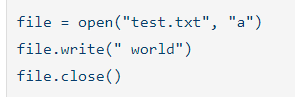 file = open("test.txt", "a")
file.write(" world")
file.close()